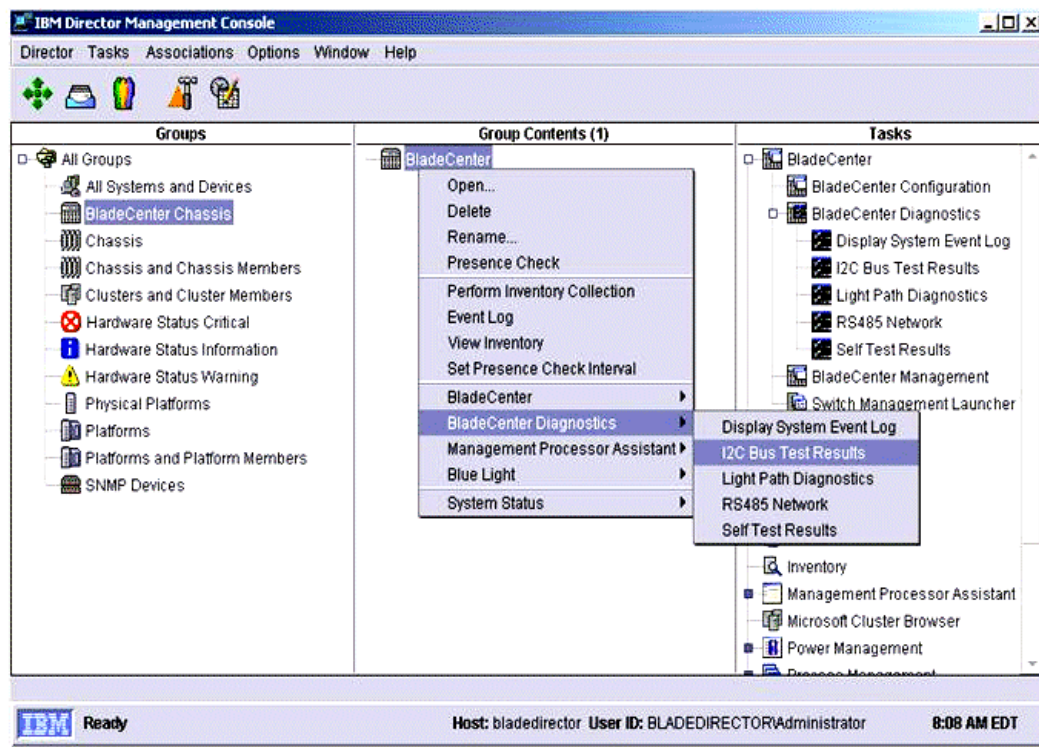 IBM Director Management Console
Director Tasks Associations Options Window Help
Groups
All Groups
All Systems and Devices
BladeCenter Chassis
Chassis
Chassis and Chassis Members
Clusters and Cluster Members
Hardware Status Critical
Hardware Status Information
Hardware Status Warning
Physical Platforms
Platforms
Platforms and Platform Members
SNMP Devices
Group Contents (1)
BladeCenter
Open...
Delete
Rename...
Presence Check
Perform Inventory Collection
Event Log
View Inventory
Set Presence Check Interval
BladeCenter
BladeCenter Diagnostics
Management Processor Assistant
Blue Light
System Status
Display System Event Log
I2C Bus Test Results
Light Path Diagnostics
RS485 Network
Self Test Results
Tasks
BladeCenter
BladeCenter Configuration
BladeCenter Diagnostics
Display System Event Log
I2C Bus Test Results
Light Path Diagnostics
RS485 Network
Self Test Results
BladeCenter Management
Switch Management Launcher
Inventory
Management Processor Assistant
Microsoft Cluster Browser
Power Management
Process Management
IBM Ready
Host: bladedirector User ID: BLADEDIRECTOR\Administrator
8:08 AM EDT